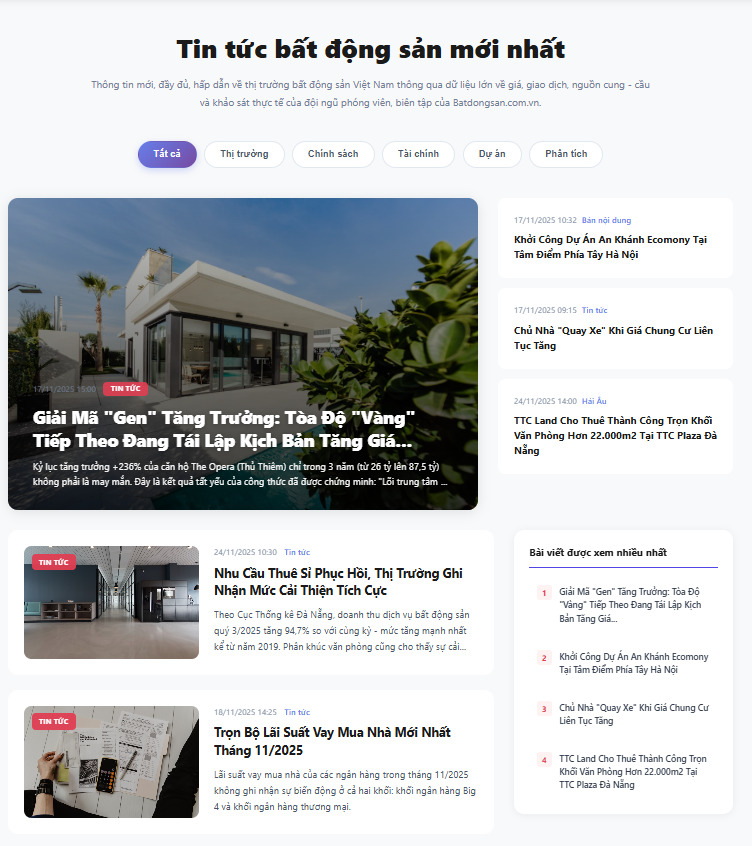 Tin tức bất động sản mới nhất
Thông tin mới, đầy đủ, hấp dẫn về thị trường bất động sản Việt Nam thông qua dữ liệu lớn về giá, giao dịch, nguồn cung - cầu
và khảo sát thực tế của đội ngũ phóng viên, biên tập của Batdongsan.com.vn.
Tất cả
Thị trường
Chính sách
Tài chính
Dự án
Phân tích
17/11/2025 15:00 TIN TỨC
Giải Mã "Gen" Tăng Trưởng: Tòa Độ "Vàng"
Tiếp Theo Đang Tái Lập Kịch Bản Tăng Giá...
Kỷ lục tăng trưởng +236% của căn hộ The Opera (Thủ Thiêm) chỉ trong 3 năm (từ 26 tỷ lên 87,5 tỷ)
không phải là may mắn. Đây là kết quả tất yếu của công thức đã được chứng minh: "Lõi trung tâm ...
17/11/2025 10:32 Bán nội dung
Khởi Công Dự Án An Khánh Ecomony Tại
Tâm Điểm Phía Tây Hà Nội
17/11/2025 09:15 Tin tức
Chủ Nhà "Quay Xe" Khi Giá Chung Cư Liên
Tục Tăng
24/11/2025 14:00 Hải Âu
TTC Land Cho Thuê Thành Công Trọn Khối
Văn Phòng Hơn 22.000m2 Tại TTC Plaza Đà
Nẵng
TIN TỨC
24/11/2025 10:30 Tin tức
Nhu Cầu Thuê Sỉ Phục Hồi, Thị Trường Ghi
Nhận Mức Cải Thiện Tích Cực
Theo Cục Thống kê Đà Nẵng, doanh thu dịch vụ bất động sản
quý 3/2025 tăng 94,7% so với cùng kỳ - mức tăng mạnh nhất
kể từ năm 2019. Phân khúc văn phòng cũng cho thấy sự cải...
TIN TỨC
18/11/2025 14:25 Tin tức
Trọn Bộ Lãi Suất Vay Mua Nhà Mới Nhất
Tháng 11/2025
Lãi suất vay mua nhà của các ngân hàng trong tháng 11/2025
không ghi nhận sự biến động ở cả hai khối: khối ngân hàng Big
4 và khối ngân hàng thương mại.
Bài viết được xem nhiều nhất
1 Giải Mã "Gen" Tăng Trưởng: Tòa Độ
"Vàng" Tiếp Theo Đang Tái Lập Kịch
Bản Tăng Giá...
2 Khởi Công Dự Án An Khánh Ecomony
Tại Tâm Điểm Phía Tây Hà Nội
3 Chủ Nhà "Quay Xe" Khi Giá Chung Cư
Liên Tục Tăng
4 TTC Land Cho Thuê Thành Công Trọn
Khối Văn Phòng Hơn 22.000m2 Tại
TTC Plaza Đà Nẵng